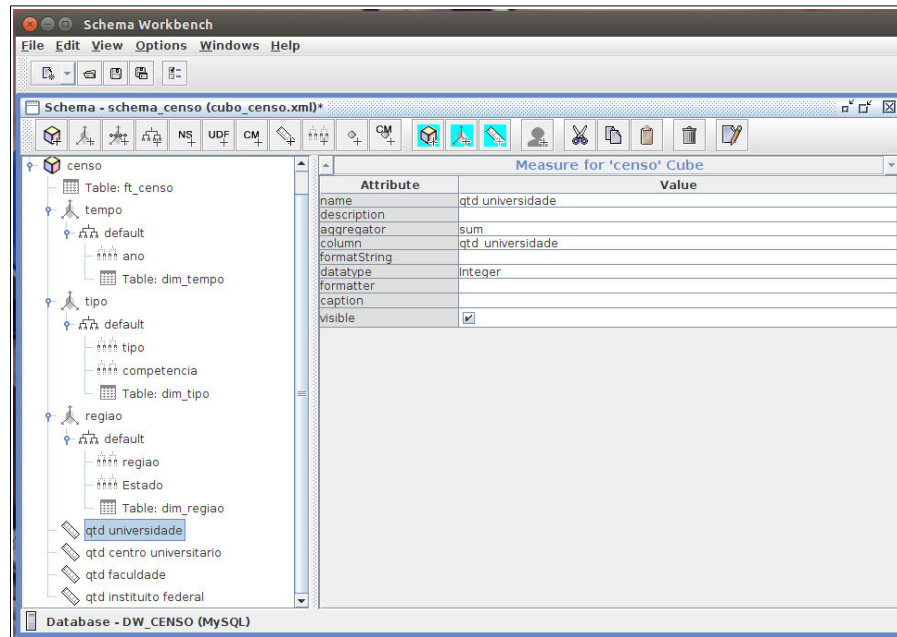 Schema Workbench
File Edit View Options Windows Help
Schema - schema_censo (cubo_censo.xml)*
NS UDF CM CM
censo
Table: ft_censo
tempo
default
ano
Table: dim_tempo
tipo
default
tipo
competencia
Table: dim_tipo
regiao
default
regiao
Estado
Table: dim_regiao
qtd universidade
qtd centro universitario
qtd faculdade
qtd instituto federal
Measure for 'censo' Cube
Attribute Value
name qtd universidade
description
aggregator sum
column qtd_universidade
formatString
datatype Integer
formatter
caption
visible
Database - DW_CENSO (MySQL)